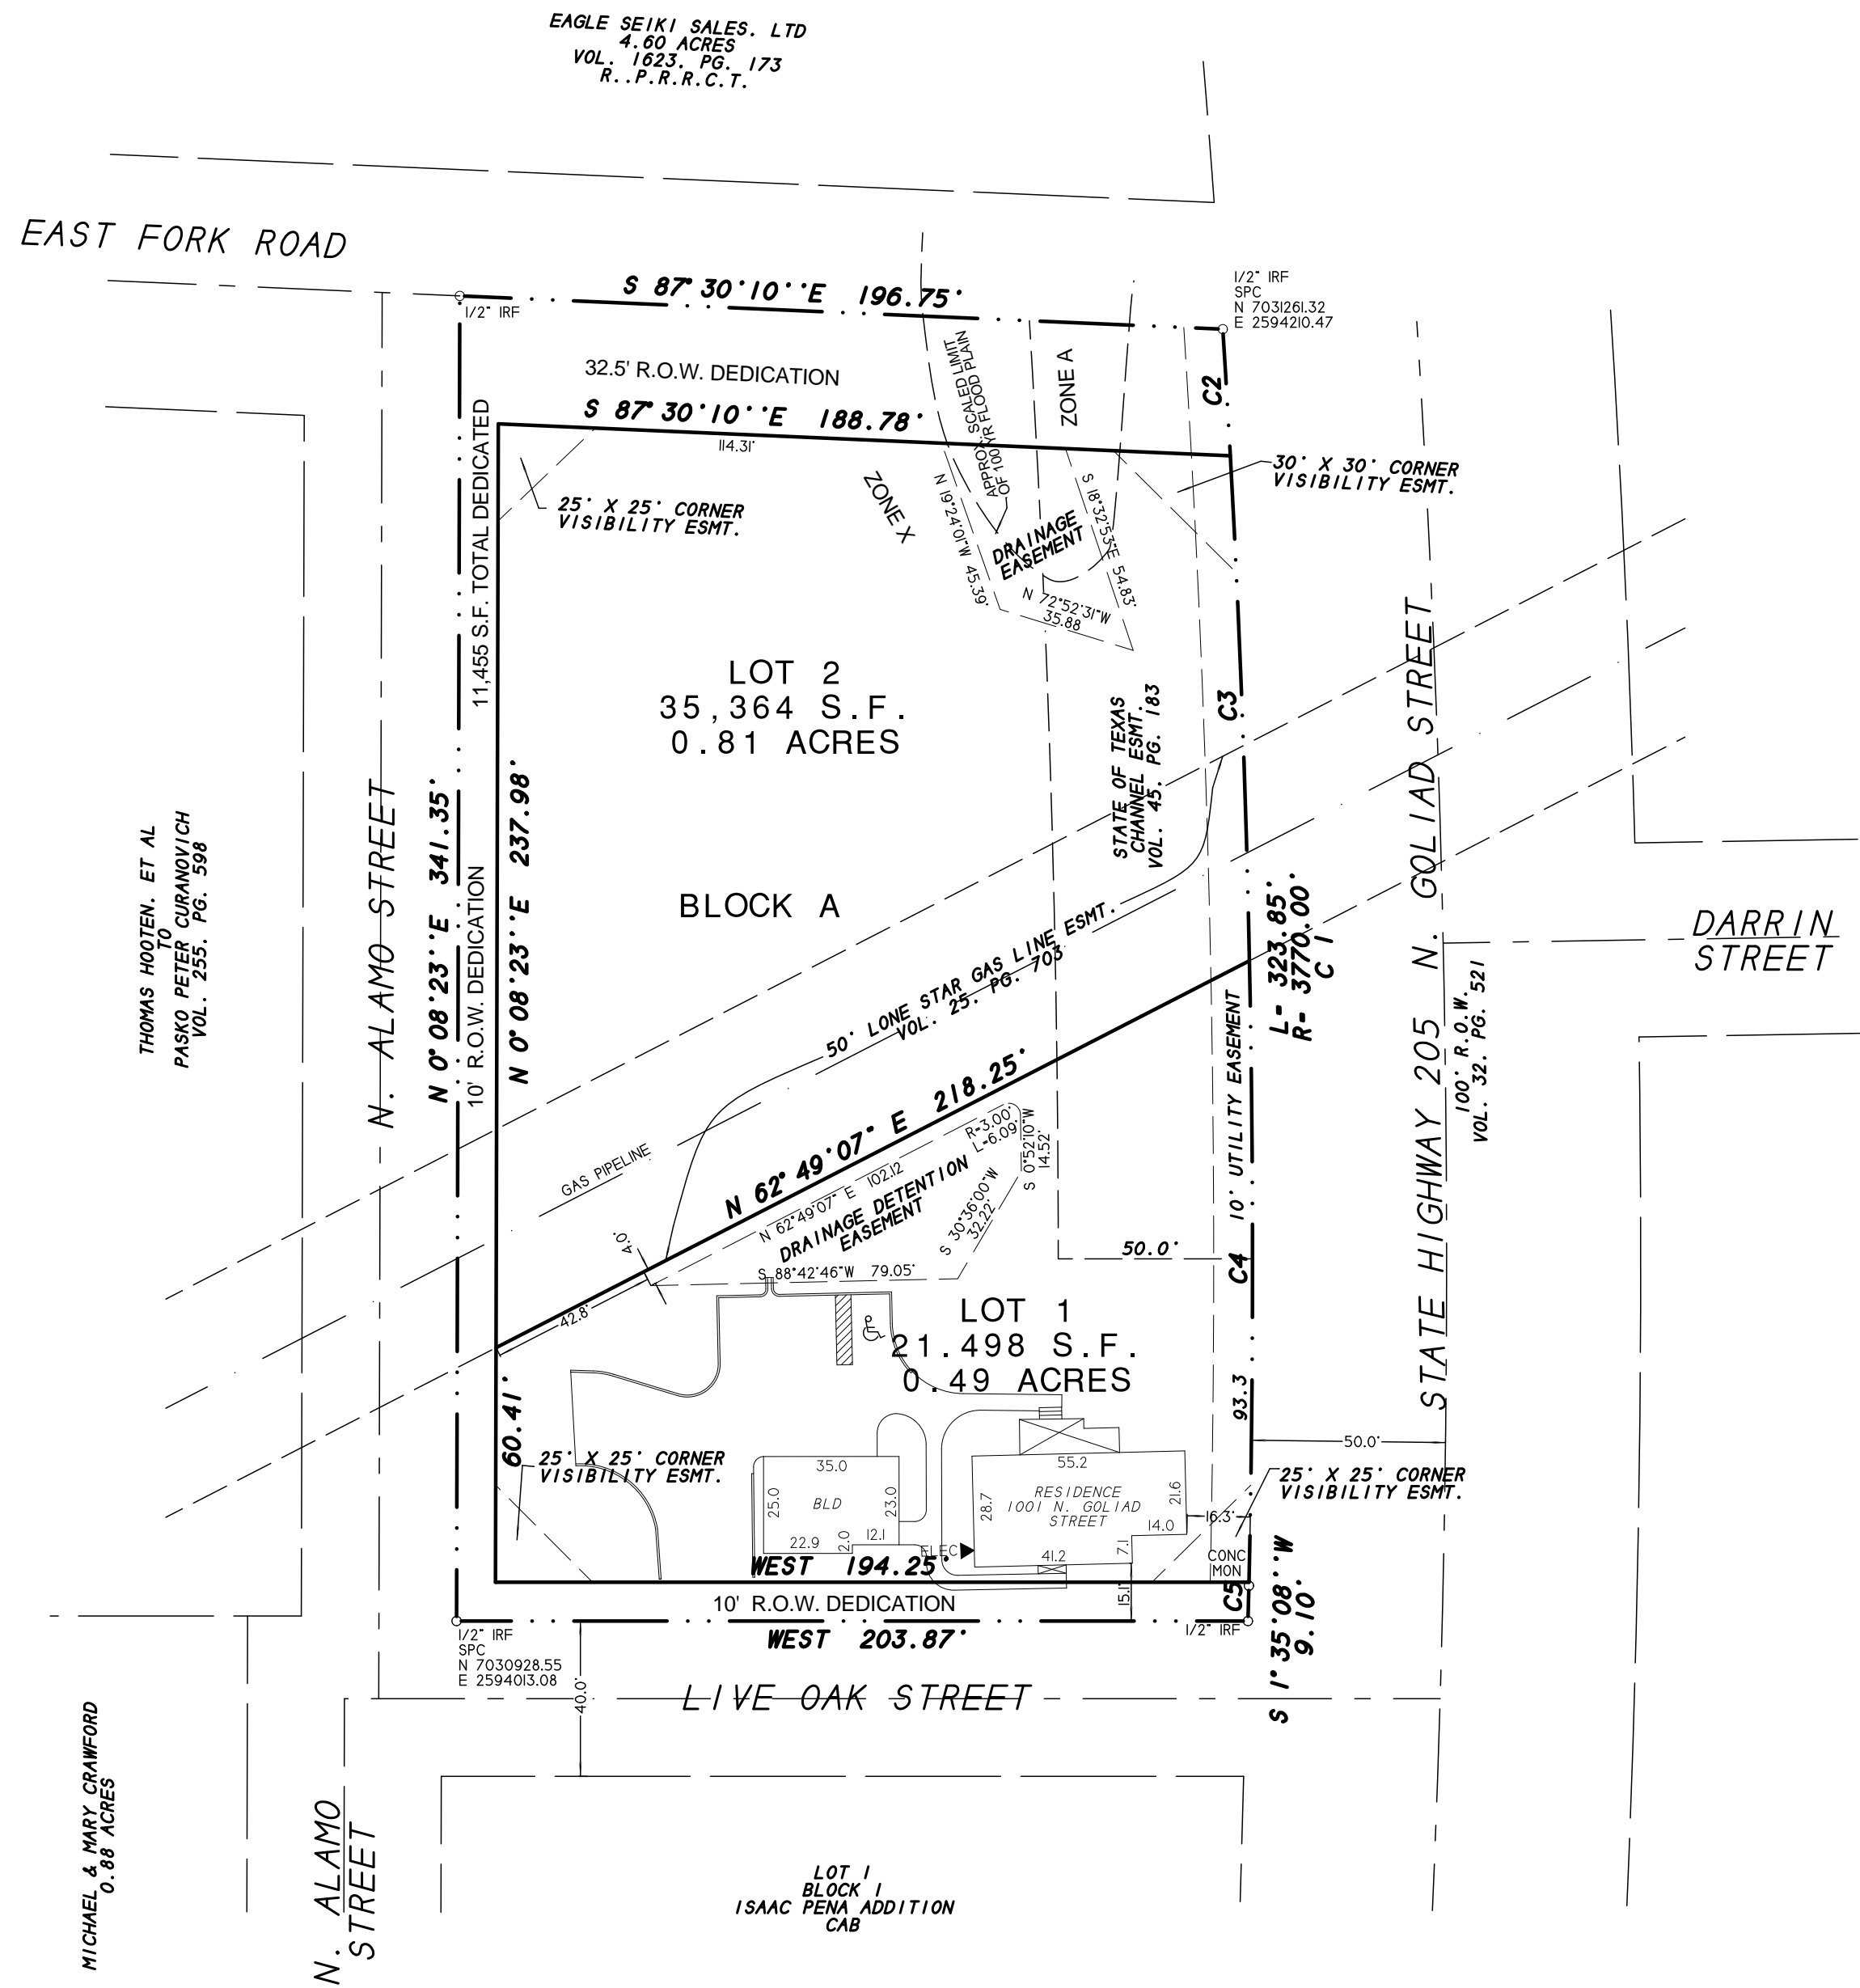 EAGLE SEIKI SALES. LTD
4.60 ACRES
VOL. 1623. PG. 173
R..P.R.R.C.T.
EAST FORK ROAD
1/2" IRF
S 87°30'10''E 196.75'
1/2" IRF
SPC
N 7031261.32
E 2594210.47
32.5' R.O.W. DEDICATION
S 87°30'10''E 188.78'
114.31'
C2
APPROX. SCALED LIMIT
OF 100 YR FLOOD PLAIN
ZONE A
ZONE X
25' X 25' CORNER
VISIBILITY ESMT.
30' X 30' CORNER
VISIBILITY ESMT.
11,455 S.F. TOTAL DEDICATED
N 19°24'01"W 45.39'
DRAINAGE
EASEMENT
S 18°32'53"E 54.83'
N 72°52'31"W
35.88
LOT 2
35,364 S.F.
0.81 ACRES
STATE OF TEXAS
CHANNEL ESMT.
VOL. 45. PG. 183
C3
BLOCK A
THOMAS HOOTEN. ET AL
TO
PASKO PETER CURANOVICH
VOL. 255. PG. 598
N. ALAMO STREET
N 0°08'23''E 341.35'
10' R.O.W. DEDICATION
N 0°08'23''E 237.98'
50' LONE STAR GAS LINE ESMT.
VOL. 25. PG. 703
L= 323.85'
R= 3770.00'
C 1
STATE HIGHWAY 205 N. GOLIAD STREET
100' R.O.W.
VOL. 32. PG. 521
DARRIN
STREET
GAS PIPELINE
N 62°49'07" E 218.25'
N 62°49'07" E 102.12
R=3.00'
L=6.09'
S 0°52'10"W
14.52'
DRAINAGE DETENTION
EASEMENT
S 30°36'00"W
32.22'
S 88°42'46"W 79.05'
4.0'
42.8'
10' UTILITY EASEMENT
50.0'
C4
93.3
LOT 1
21.498 S.F.
0.49 ACRES
60.41'
25' X 25' CORNER
VISIBILITY ESMT.
35.0
25.0
BLD
23.0
22.9
2.0
12.1
55.2
28.7
RESIDENCE
1001 N. GOLIAD
STREET
21.6
14.0
7.1
41.2
16.3'
15.1'
ELEC
50.0'
25' X 25' CORNER
VISIBILITY ESMT.
CONC
MON
WEST 194.25'
10' R.O.W. DEDICATION
C5
S 1°35'08''W
9.10'
WEST 203.87'
1/2" IRF
1/2" IRF
SPC
N 7030928.55
E 2594013.08
40.0'
LIVE OAK STREET
MICHAEL & MARY CRAWFORD
0.88 ACRES
N. ALAMO
STREET
LOT 1
BLOCK 1
ISAAC PENA ADDITION
CAB